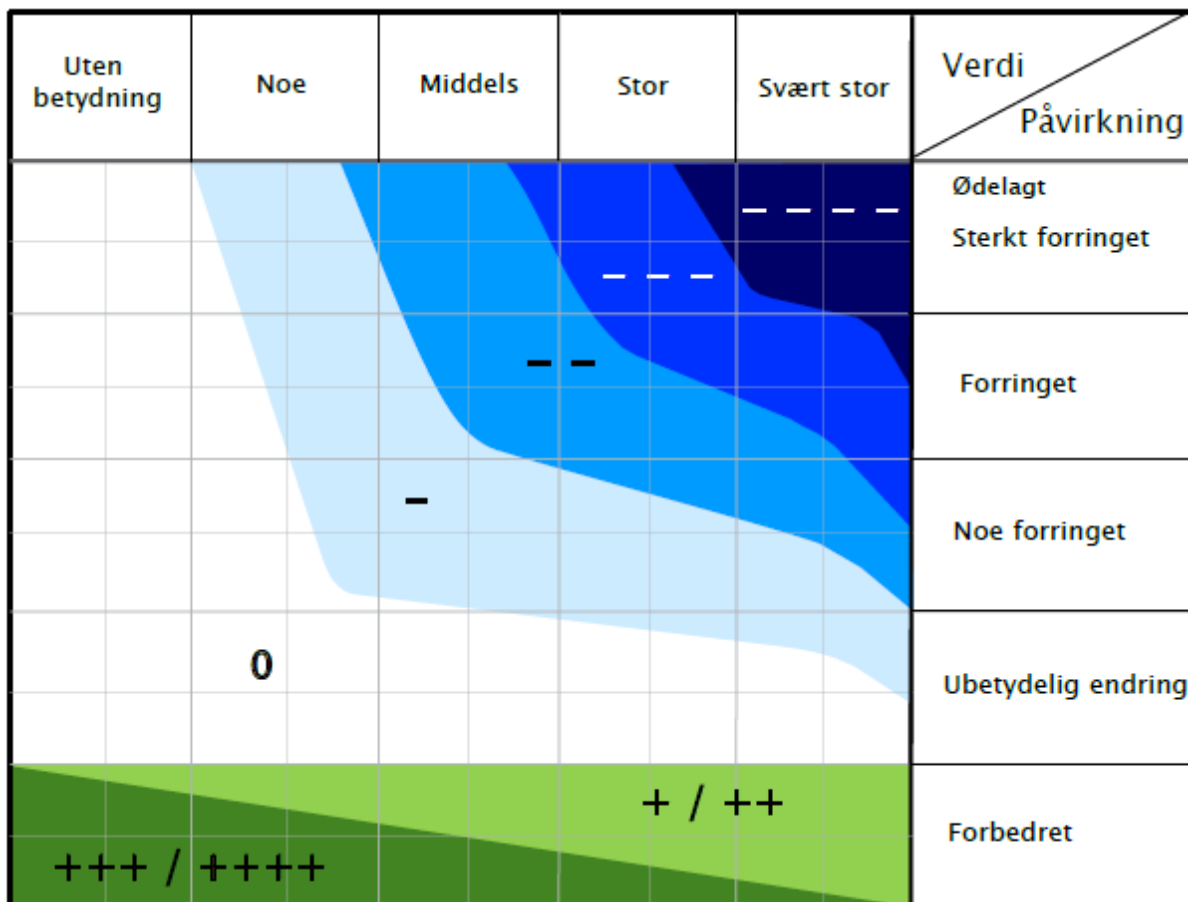 Uten
betydning
Noe
Middels
Stor
Svært stor
Verdi
Påvirkning
Ødelagt
Sterkt forringet
– – – –
– – –
Forringet
– –
Noe forringet
–
Ubetydelig endring
0
Forbedret
+ / ++
+++ / ++++